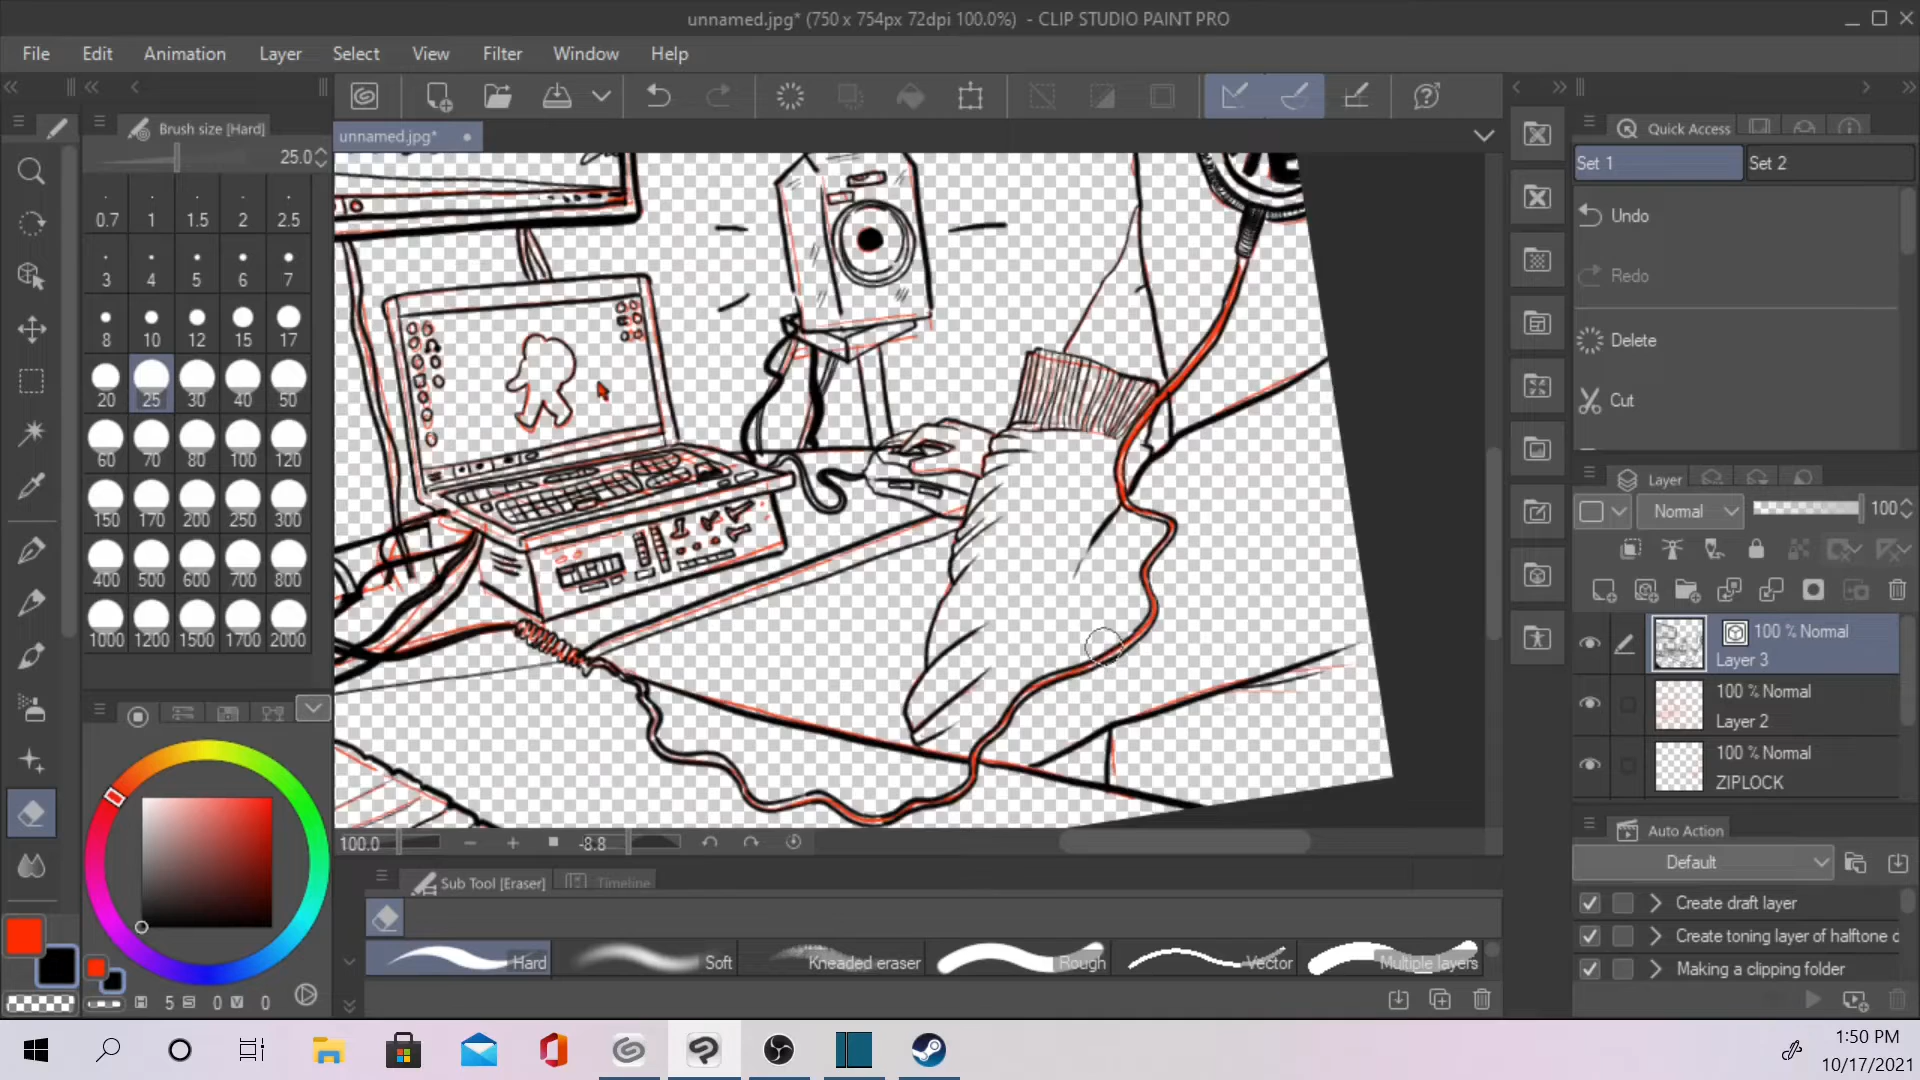 unnamed.jpg* (750 x 754px 72dpi 100.0%) - CLIP STUDIO PAINT PRO
File Edit Animation Layer Select View Filter Window Help
Brush size [Hard]
unnamed.jpg*
Quick Access
25.0
Set 1 Set 2
0.7 1 1.5 2 2.5
Undo
3 4 5 6 7
Redo
8 10 12 15 17
Delete
20 25 30 40 50
Cut
60 70 80 100 120
Layer
150 170 200 250 300
Normal 100
400 500 600 700 800
1000 1200 1500 1700 2000
100 % Normal
Layer 3
100 % Normal
Layer 2
100 % Normal
ZIPLOCK
100.0 -8.8
Auto Action
Default
Sub Tool [Eraser] Timeline
Create draft layer
Create toning layer of halftone c
Making a clipping folder
Hard Soft Kneaded eraser Rough Vector Multiple layers
H 5 S 0 V 0
1:50 PM
10/17/2021